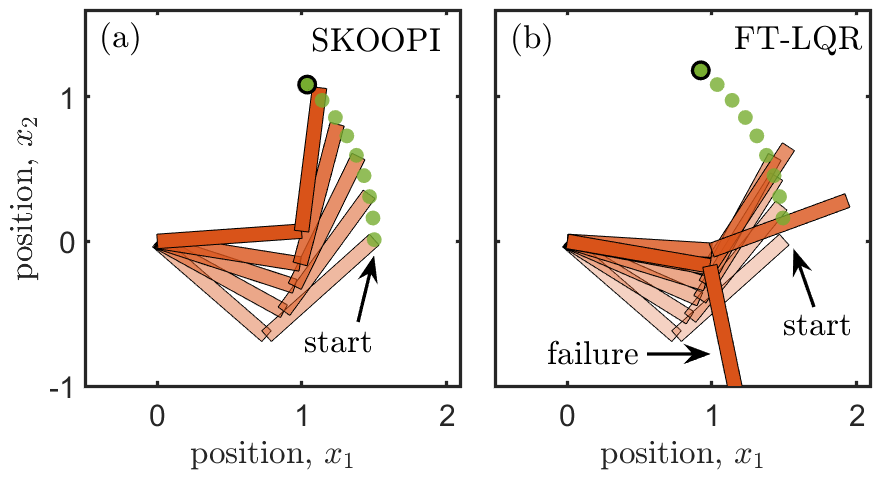 (a) SKOOPI
(b) FT-LQR
position, x₂
1
0
-1
start
failure
start
0 1 2
0 1 2
position, x₁
position, x₁